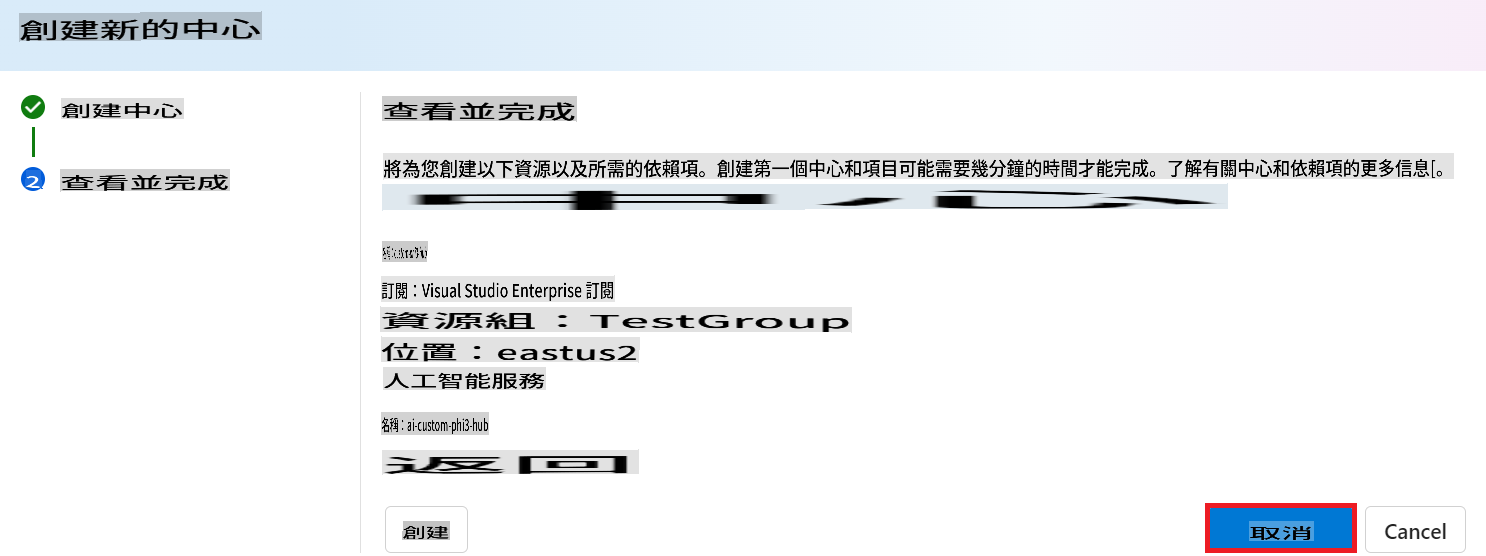 創建新的中心
創建中心
2 查看並完成
查看並完成
將為您創建以下資源以及所需的依賴項。創建第一個中心和項目可能需要幾分鐘的時間才能完成。了解有關中心和依賴項的更多信息[。
中心
訂閱：Visual Studio Enterprise 訂閱
資源組：TestGroup
位置：eastus2
人工智能服務
名稱：ai-custom-phi3-hub
返回
創建
取消
Cancel